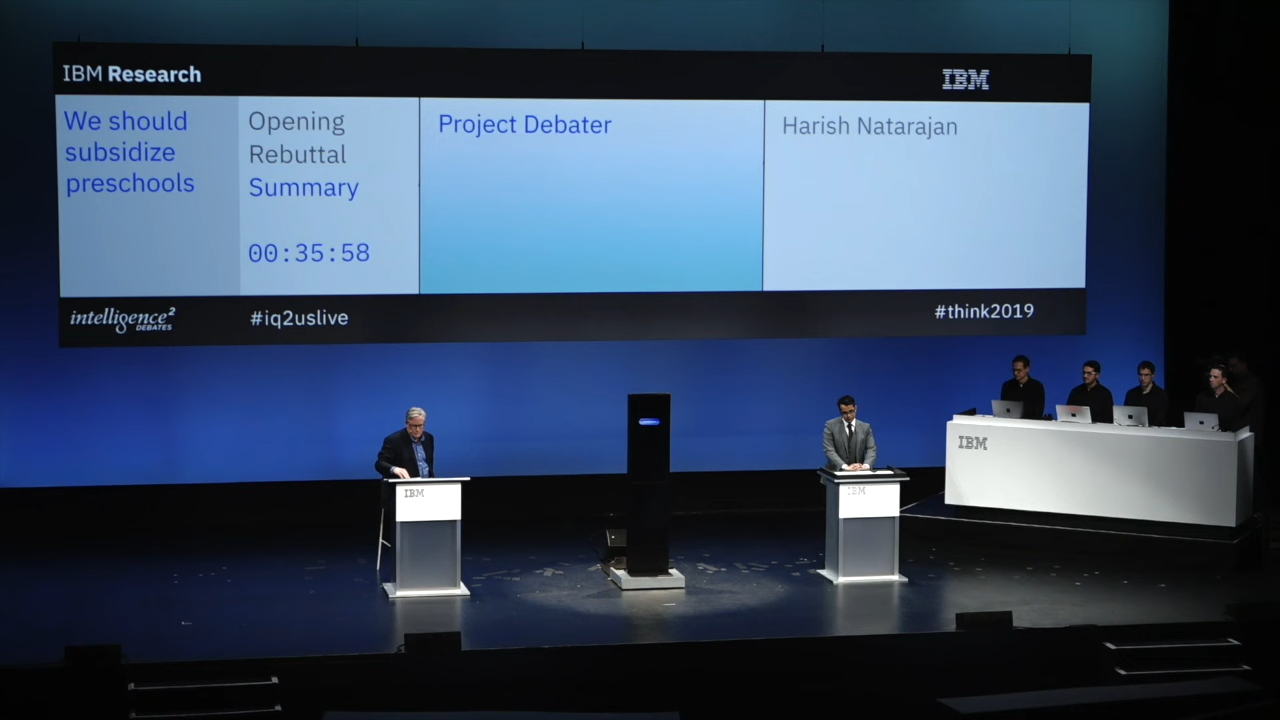 IBM Research
IBM
We should
subsidize
preschools
Opening
Rebuttal
Summary
00:35:58
Project Debater
Harish Natarajan
intelligence²
DEBATES
#iq2uslive
#think2019
IBM
IBM
IBM